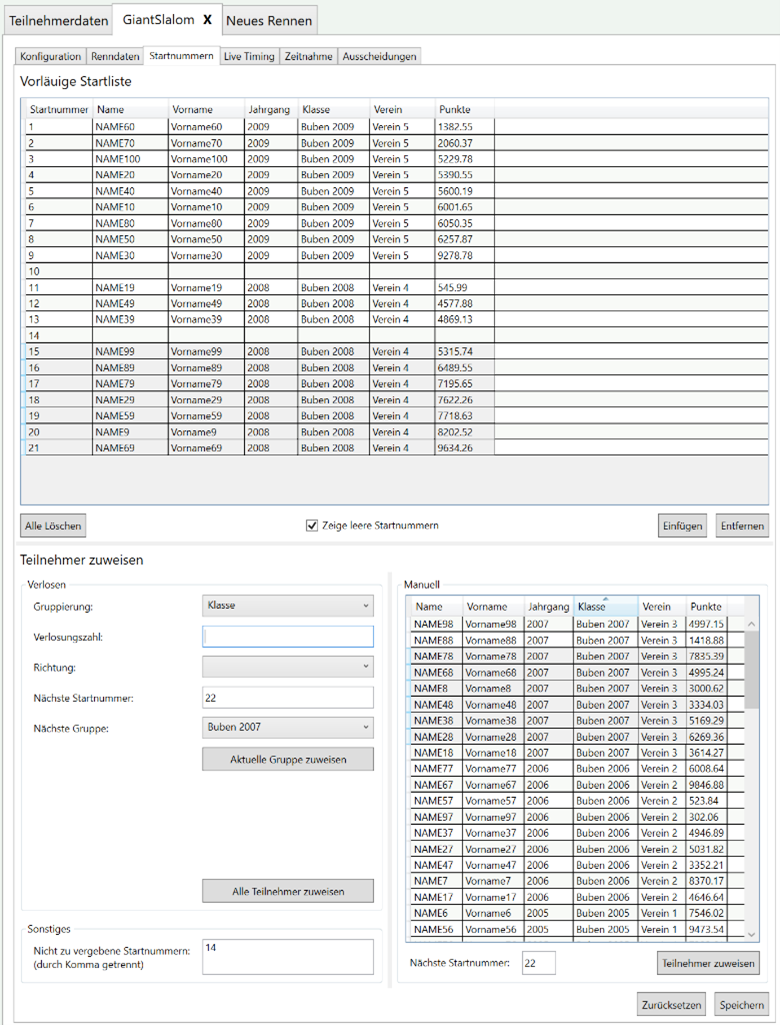 Teilnehmerdaten GiantSlalom X Neues Rennen
Konfiguration Renndaten Startnummern Live Timing Zeitnahme Ausscheidungen
Vorläuige Startliste
Startnummer Name Vorname Jahrgang Klasse Verein Punkte
1 NAME60 Vorname60 2009 Buben 2009 Verein 5 1382.55
2 NAME70 Vorname70 2009 Buben 2009 Verein 5 2060.37
3 NAME100 Vorname100 2009 Buben 2009 Verein 5 5229.78
4 NAME20 Vorname20 2009 Buben 2009 Verein 5 5390.55
5 NAME40 Vorname40 2009 Buben 2009 Verein 5 5600.19
6 NAME10 Vorname10 2009 Buben 2009 Verein 5 6001.65
7 NAME80 Vorname80 2009 Buben 2009 Verein 5 6050.35
8 NAME50 Vorname50 2009 Buben 2009 Verein 5 6257.87
9 NAME30 Vorname30 2009 Buben 2009 Verein 5 9278.78
10
11 NAME19 Vorname19 2008 Buben 2008 Verein 4 545.99
12 NAME49 Vorname49 2008 Buben 2008 Verein 4 4577.88
13 NAME39 Vorname39 2008 Buben 2008 Verein 4 4869.13
14
15 NAME99 Vorname99 2008 Buben 2008 Verein 4 5315.74
16 NAME89 Vorname89 2008 Buben 2008 Verein 4 6489.55
17 NAME79 Vorname79 2008 Buben 2008 Verein 4 7195.65
18 NAME29 Vorname29 2008 Buben 2008 Verein 4 7622.26
19 NAME59 Vorname59 2008 Buben 2008 Verein 4 7718.63
20 NAME9 Vorname9 2008 Buben 2008 Verein 4 8202.52
21 NAME69 Vorname69 2008 Buben 2008 Verein 4 9634.26
Alle Löschen Zeige leere Startnummern Einfügen Entfernen
Teilnehmer zuweisen
Verlosen
Gruppierung: Klasse
Verlosungszahl:
Richtung:
Nächste Startnummer: 22
Nächste Gruppe: Buben 2007
Aktuelle Gruppe zuweisen
Alle Teilnehmer zuweisen
Sonstiges
Nicht zu vergebene Startnummern: 14
(durch Komma getrennt)
Manuell
Name Vorname Jahrgang Klasse Verein Punkte
NAME98 Vorname98 2007 Buben 2007 Verein 3 4997.15
NAME88 Vorname88 2007 Buben 2007 Verein 3 1418.88
NAME78 Vorname78 2007 Buben 2007 Verein 3 7835.39
NAME68 Vorname68 2007 Buben 2007 Verein 3 4995.24
NAME8 Vorname8 2007 Buben 2007 Verein 3 3000.62
NAME48 Vorname48 2007 Buben 2007 Verein 3 3334.03
NAME38 Vorname38 2007 Buben 2007 Verein 3 5169.29
NAME28 Vorname28 2007 Buben 2007 Verein 3 6269.36
NAME18 Vorname18 2007 Buben 2007 Verein 3 3614.27
NAME77 Vorname77 2006 Buben 2006 Verein 2 6008.64
NAME67 Vorname67 2006 Buben 2006 Verein 2 9846.88
NAME57 Vorname57 2006 Buben 2006 Verein 2 523.84
NAME97 Vorname97 2006 Buben 2006 Verein 2 302.06
NAME37 Vorname37 2006 Buben 2006 Verein 2 4946.89
NAME27 Vorname27 2006 Buben 2006 Verein 2 5031.82
NAME47 Vorname47 2006 Buben 2006 Verein 2 3352.21
NAME7 Vorname7 2006 Buben 2006 Verein 2 8370.17
NAME17 Vorname17 2006 Buben 2006 Verein 2 4646.64
NAME6 Vorname6 2005 Buben 2005 Verein 1 7546.02
NAME56 Vorname56 2005 Buben 2005 Verein 1 9473.54
Nächste Startnummer: 22 Teilnehmer zuweisen
Zurücksetzen Speichern